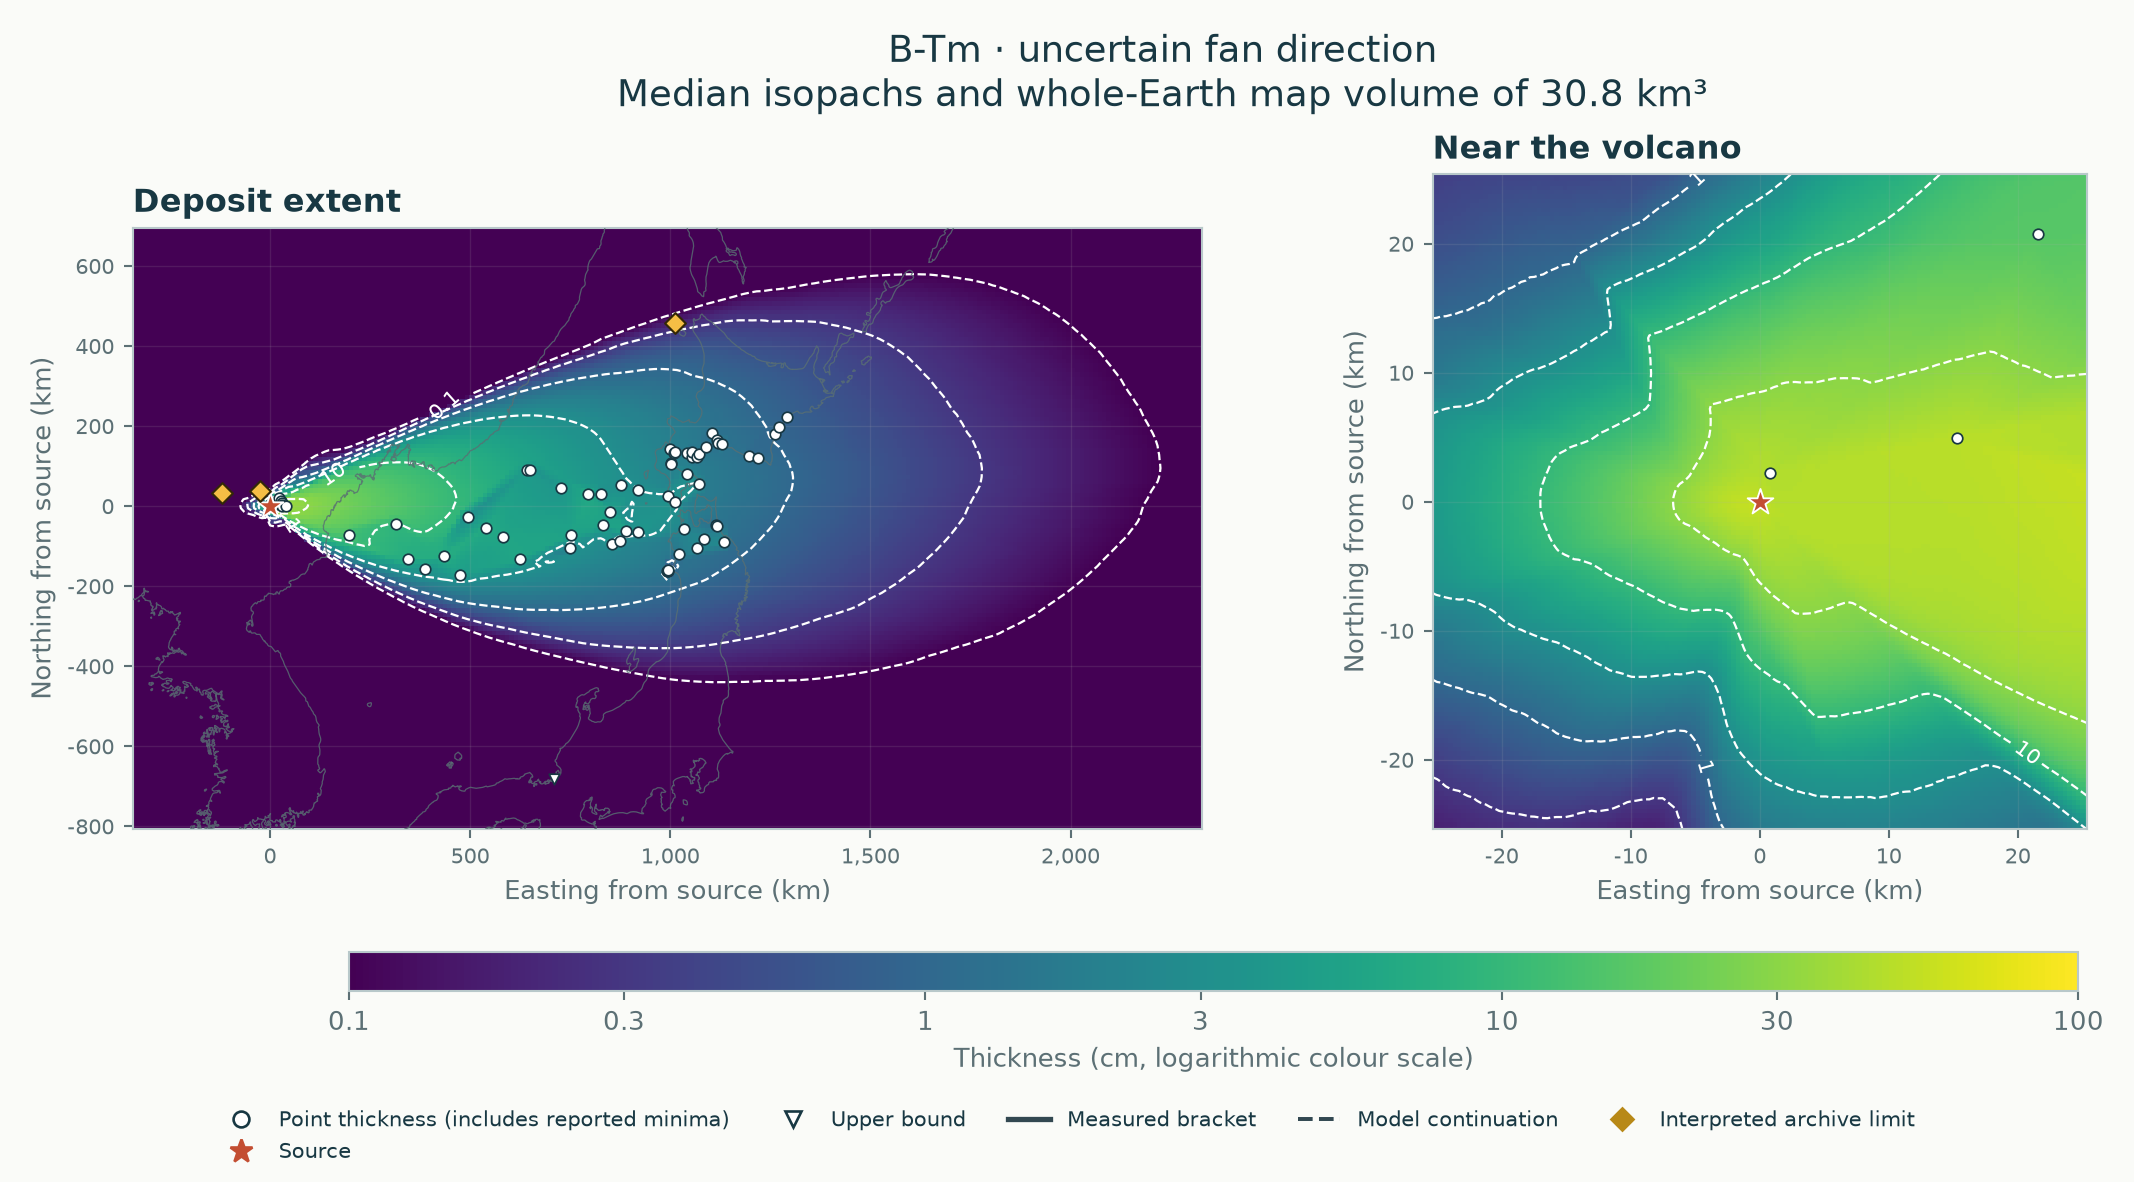 B-Tm · uncertain fan direction
Median isopachs and whole-Earth map volume of 30.8 km³
Deposit extent
Near the volcano
Northing from source (km)
600
400
200
0
-200
-400
-600
-800
0.1
10
0
500
1,000
1,500
2,000
Easting from source (km)
Northing from source (km)
20
10
0
-10
-20
1
1
10
-20
-10
0
10
20
Easting from source (km)
0.1
0.3
1
3
10
30
100
Thickness (cm, logarithmic colour scale)
Point thickness (includes reported minima)
Upper bound
Measured bracket
Model continuation
Interpreted archive limit
Source